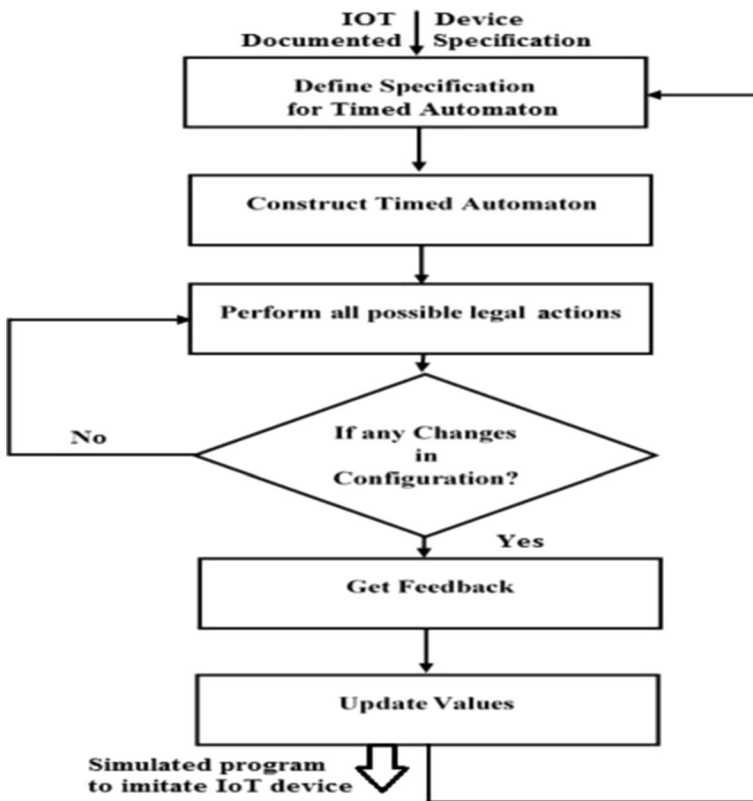 IOT Device
Documented Specification
Define Specification
for Timed Automaton
Construct Timed Automaton
Perform all possible legal actions
No
If any Changes
in
Configuration?
Yes
Get Feedback
Update Values
Simulated program
to imitate IoT device